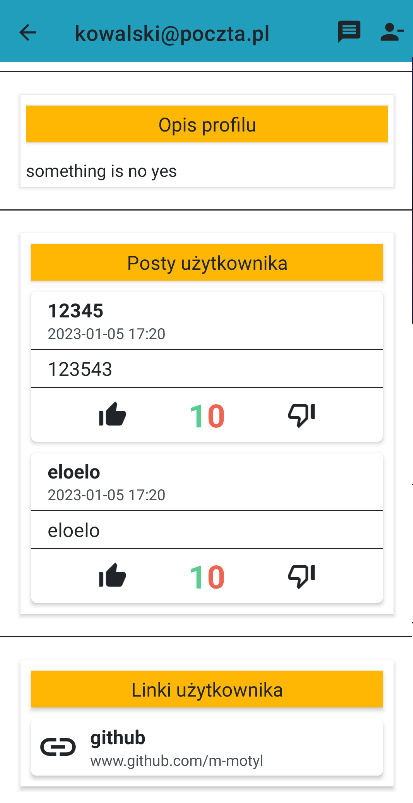 kowalski@poczta.pl
Opis profilu
something is no yes
Posty użytkownika
12345
2023-01-05 17:20
123543
10
eloelo
2023-01-05 17:20
eloelo
10
Linki użytkownika
github
www.github.com/m-motyl